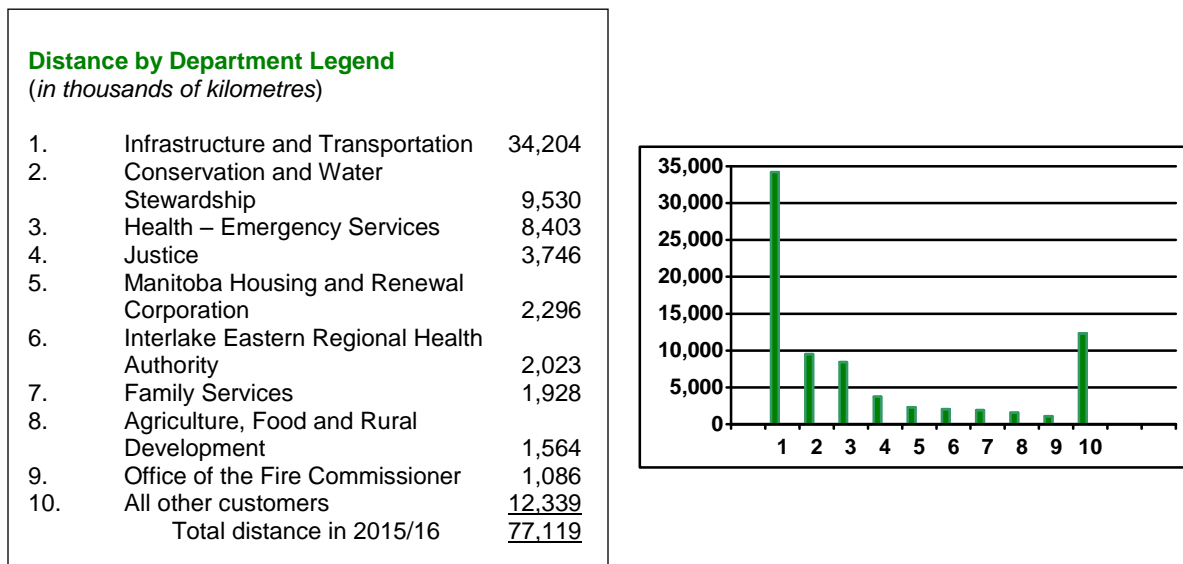 Distance by Department Legend
(in thousands of kilometres)
1. Infrastructure and Transportation 34,204
2. Conservation and Water
Stewardship 9,530
3. Health – Emergency Services 8,403
4. Justice 3,746
5. Manitoba Housing and Renewal
Corporation 2,296
6. Interlake Eastern Regional Health
Authority 2,023
7. Family Services 1,928
8. Agriculture, Food and Rural
Development 1,564
9. Office of the Fire Commissioner 1,086
10. All other customers 12,339
Total distance in 2015/16 77,119
35,000
30,000
25,000
20,000
15,000
10,000
5,000
0
1 2 3 4 5 6 7 8 9 10